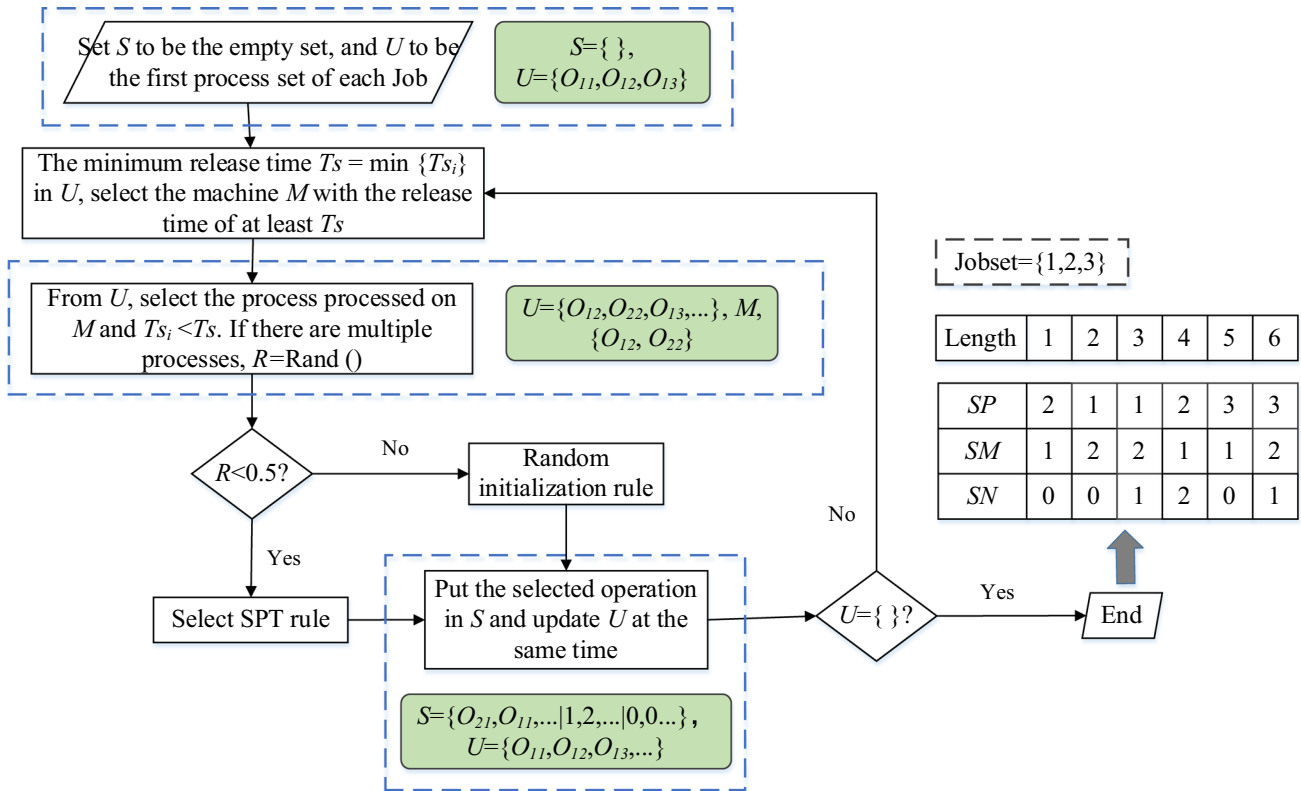 Set S to be the empty set, and U to be
the first process set of each Job
S={ },
U={O11,O12,O13}
The minimum release time Ts = min {Tsi}
in U, select the machine M with the release
time of at least Ts
From U, select the process processed on
M and Tsi <Ts. If there are multiple
processes, R=Rand ()
U={O12,O22,O13,...}, M,
{O12, O22}
R<0.5?
No
Yes
Random
initialization rule
Select SPT rule
Put the selected operation
in S and update U at the
same time
S={O21,O11,...|1,2,...|0,0...},
U={O11,O12,O13,...}
U={ }?
No
Yes
End
Jobset={1,2,3}
Length 1 2 3 4 5 6
SP 2 1 1 2 3 3
SM 1 2 2 1 1 2
SN 0 0 1 2 0 1